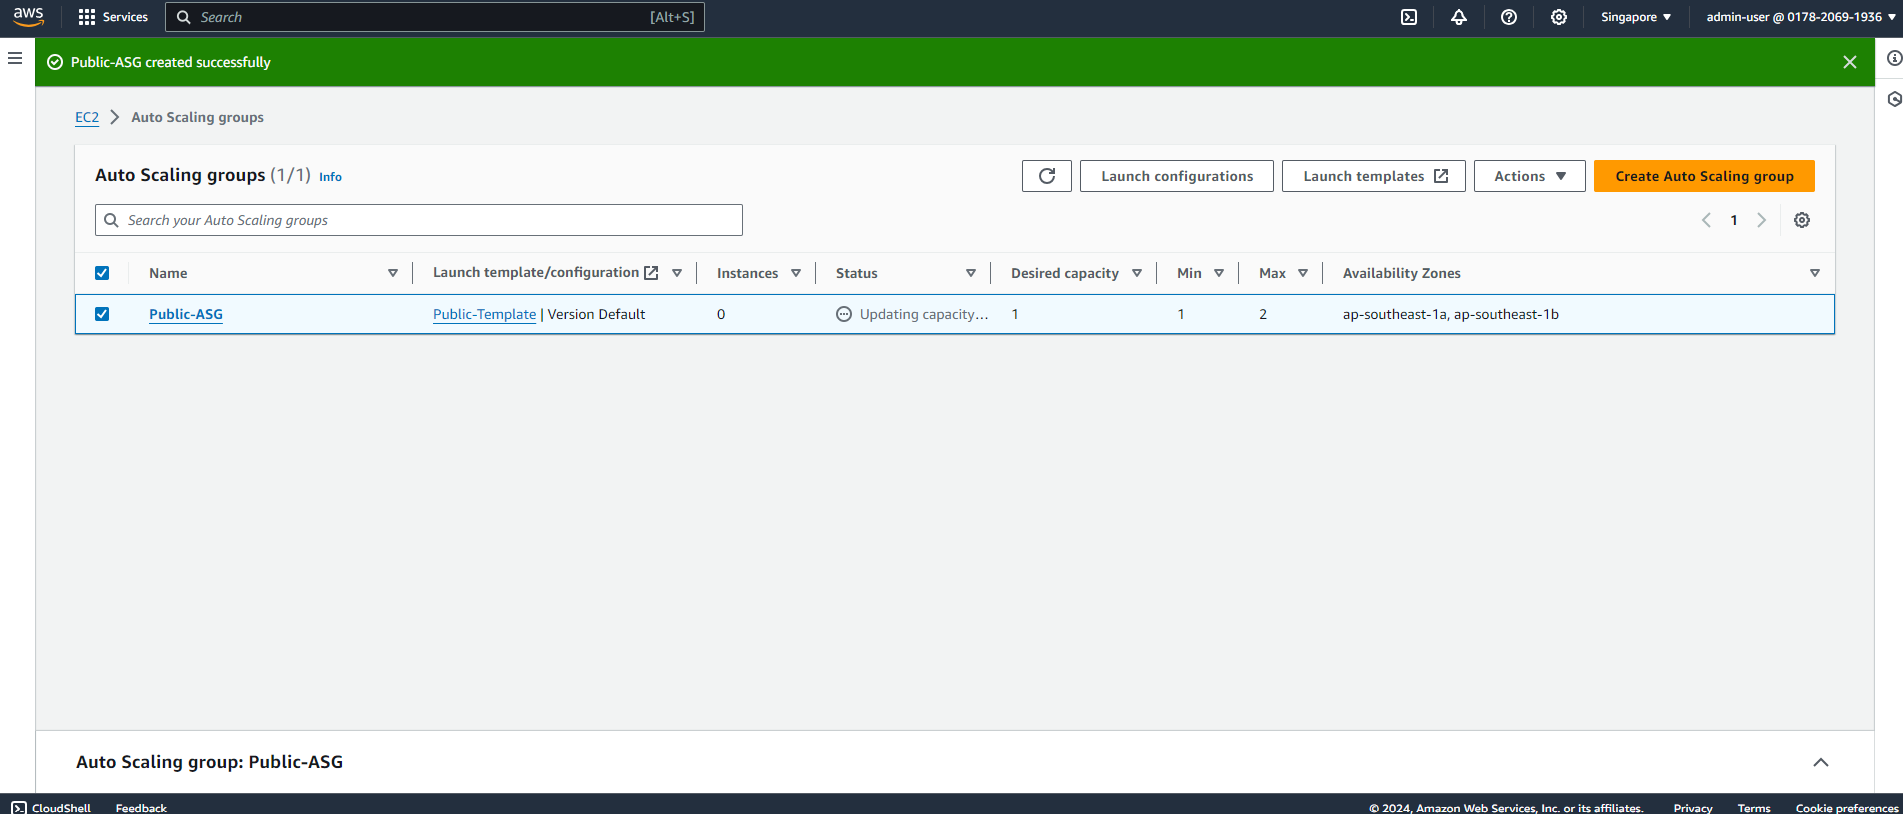 aws Services Search [Alt+S] Singapore admin-user @ 0178-2069-1936
Public-ASG created successfully
EC2 Auto Scaling groups
Auto Scaling groups (1/1) Info Launch configurations Launch templates Actions Create Auto Scaling group
Search your Auto Scaling groups 1
Name Launch template/configuration Instances Status Desired capacity Min Max Availability Zones
Public-ASG Public-Template | Version Default 0 Updating capacity... 1 1 2 ap-southeast-1a, ap-southeast-1b
Auto Scaling group: Public-ASG
CloudShell Feedback © 2024, Amazon Web Services, Inc. or its affiliates. Privacy Terms Cookie preferences